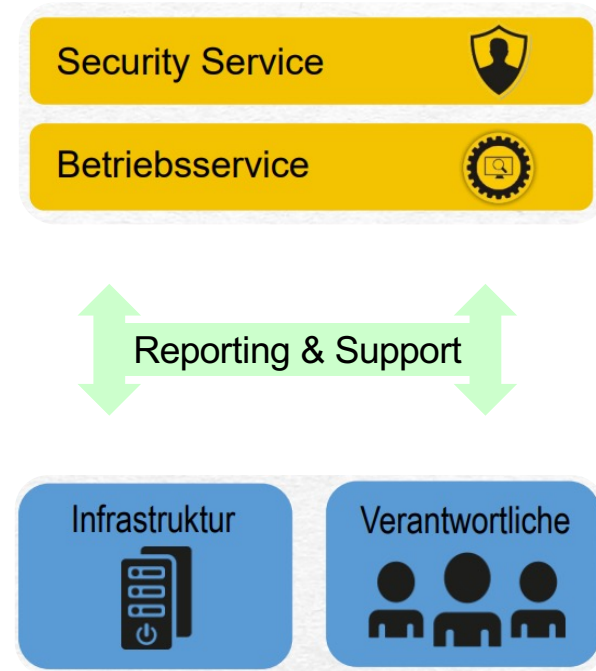 Security Service
Betriebsservice
Reporting & Support
Infrastruktur
Verantwortliche